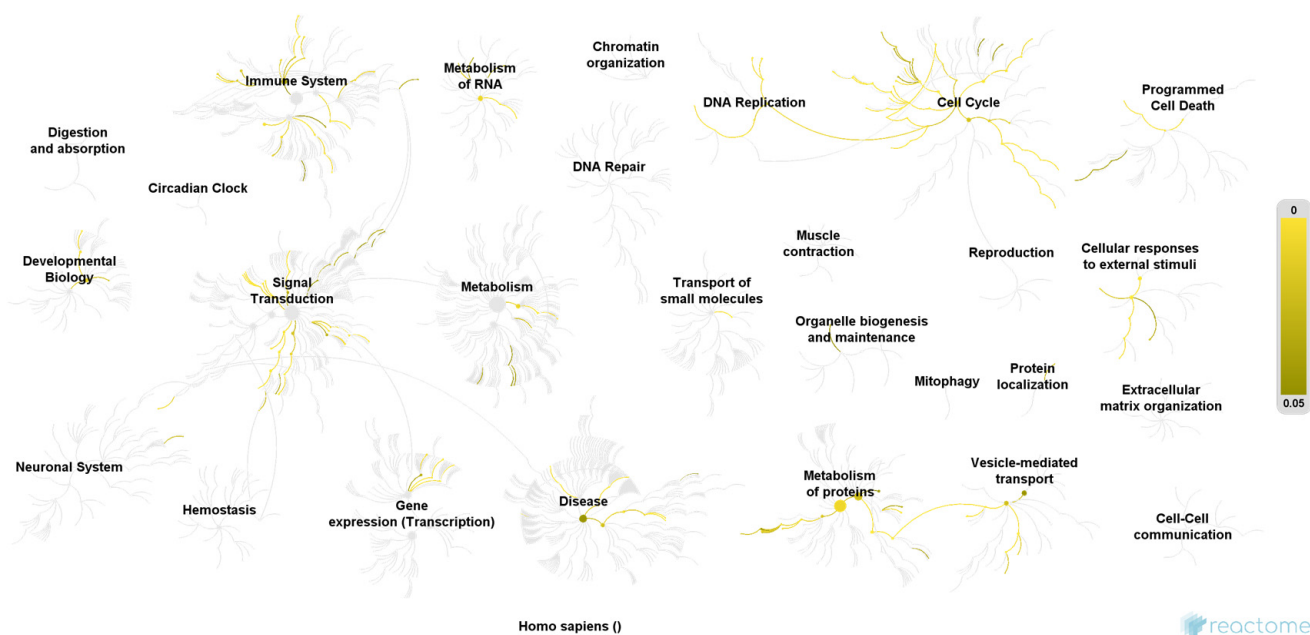 Chromatin
organization
Immune System
Metabolism
of RNA
DNA Replication
Cell Cycle
Programmed
Cell Death
Digestion
and absorption
DNA Repair
Circadian Clock
Muscle
contraction
Reproduction
Cellular responses
to external stimuli
0
0.05
Developmental
Biology
Signal
Transduction
Metabolism
Transport of
small molecules
Organelle biogenesis
and maintenance
Mitophagy
Protein
localization
Extracellular
matrix organization
Neuronal System
Hemostasis
Gene
expression (Transcription)
Disease
Metabolism
of proteins
Vesicle-mediated
transport
Cell-Cell
communication
Homo sapiens ()
reactome